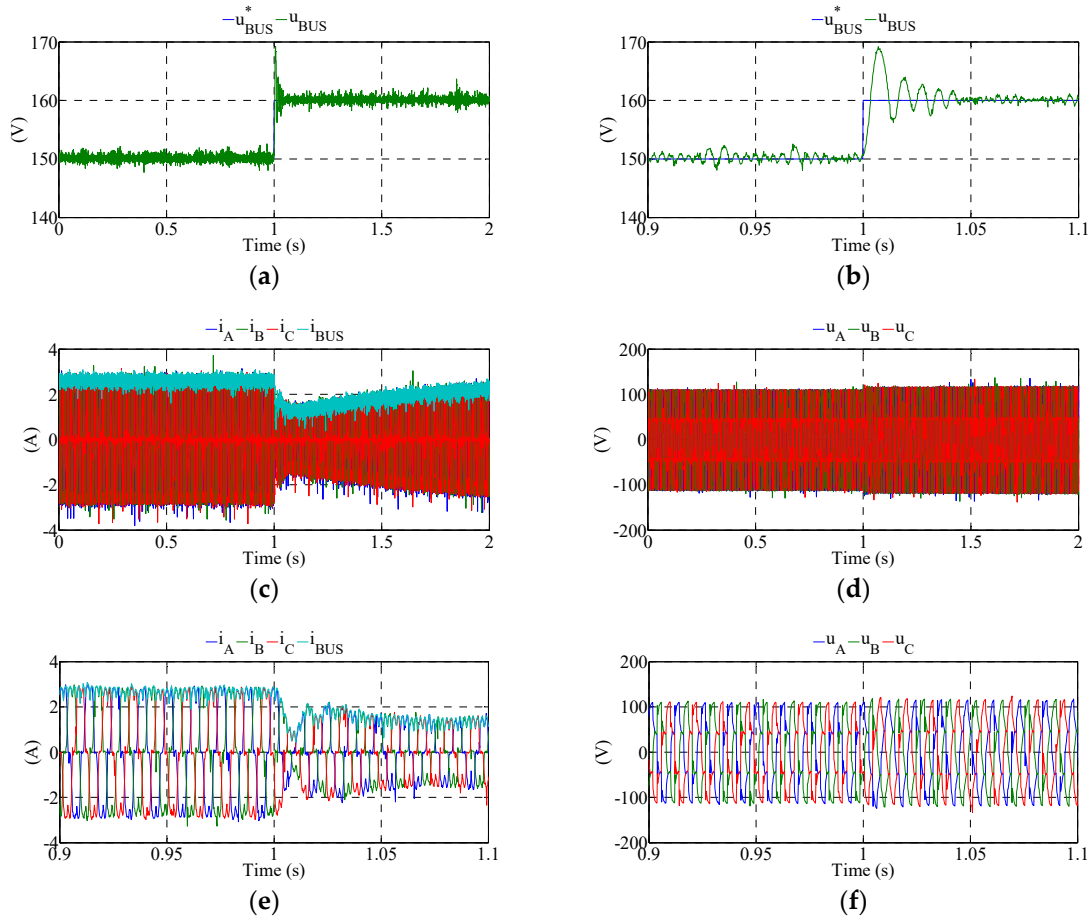 u*BUS uBUS
170
160
150
140
(V)
0 0.5 1 1.5 2
Time (s)
(a)
u*BUS uBUS
170
160
150
140
(V)
0.9 0.95 1 1.05 1.1
Time (s)
(b)
iA iB iC iBUS
4
2
0
-2
-4
(A)
0 0.5 1 1.5 2
Time (s)
(c)
uA uB uC
200
100
0
-100
-200
(V)
0 0.5 1 1.5 2
Time (s)
(d)
iA iB iC iBUS
4
2
0
-2
-4
(A)
0.9 0.95 1 1.05 1.1
Time (s)
(e)
uA uB uC
200
100
0
-100
-200
(V)
0.9 0.95 1 1.05 1.1
Time (s)
(f)